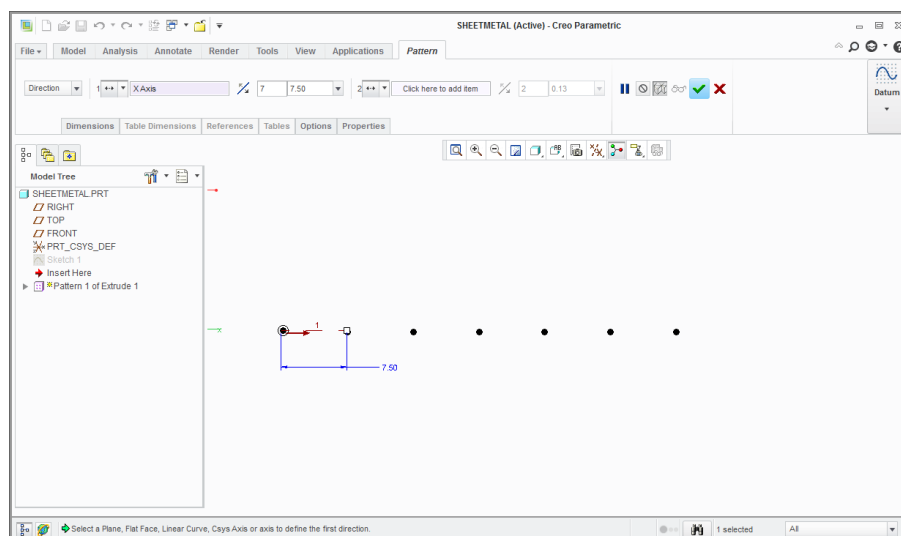 SHEETMETAL (Active) - Creo Parametric
File Model Analysis Annotate Render Tools View Applications Pattern
Direction 1 X Axis 7 7.50 2 Click here to add item 2 0.13
Datum
Dimensions Table Dimensions References Tables Options Properties
Model Tree
SHEETMETAL.PRT
RIGHT
TOP
FRONT
PRT_CSYS_DEF
Sketch 1
Insert Here
Pattern 1 of Extrude 1
x
1
7.50
Select a Plane, Flat Face, Linear Curve, Csys Axis or axis to define the first direction. 1 selected All